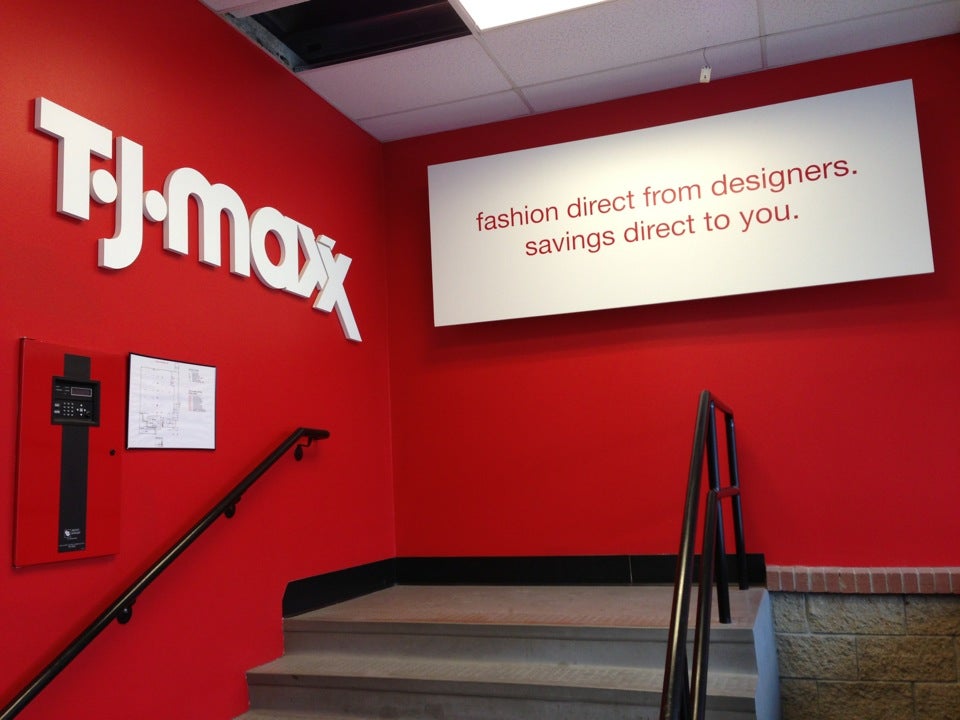 T·J·maxx
fashion direct from designers.
savings direct to you.